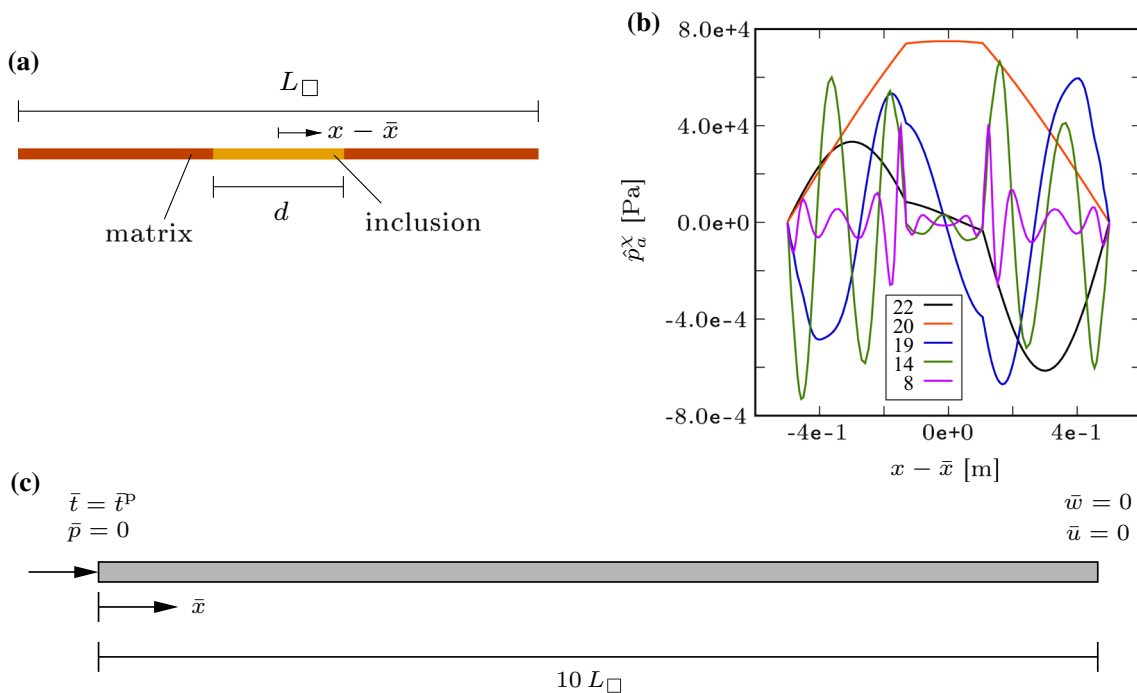 (a)
L□
x − x̄
d
matrix
inclusion
(b)
8.0e+4
4.0e+4
0.0e+0
-4.0e-4
-8.0e-4
p̂ₐᵡ [Pa]
22
20
19
14
8
-4e-1
0e+0
4e-1
x − x̄ [m]
(c)
t̄ = t̄ᵖ
p̄ = 0
w̄ = 0
ū = 0
x̄
10 L□